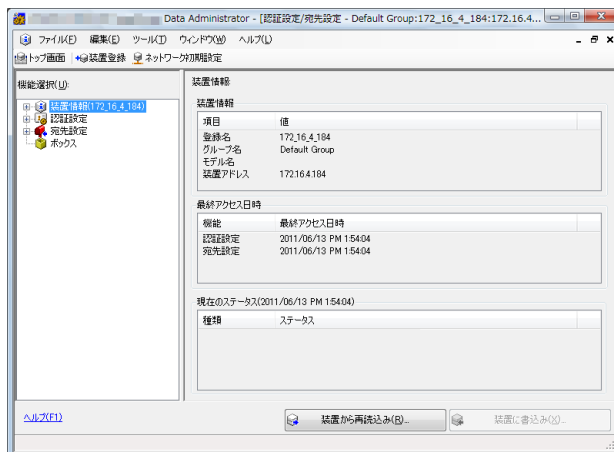 Data Administrator - [認証設定/宛先設定 - Default Group:172_16_4_184:172.16.4...
ファイル(F) 編集(E) ツール(T) ウィンドウ(W) ヘルプ(L)
トップ画面 装置登録 ネットワーク初期設定
機能選択(U):
装置情報(172_16_4_184)
認証設定
宛先設定
ボックス
装置情報
装置情報
項目 値
登録名 172_16_4_184
グループ名 Default Group
モデル名
装置アドレス 172.16.4.184
最終アクセス日時
機能 最終アクセス日時
認証設定 2011/06/13 PM 1:54:04
宛先設定 2011/06/13 PM 1:54:04
現在のステータス(2011/06/13 PM 1:54:04)
種類 ステータス
ヘルプ(F1)
装置から再読込み(R)...
装置に書込み(X)...